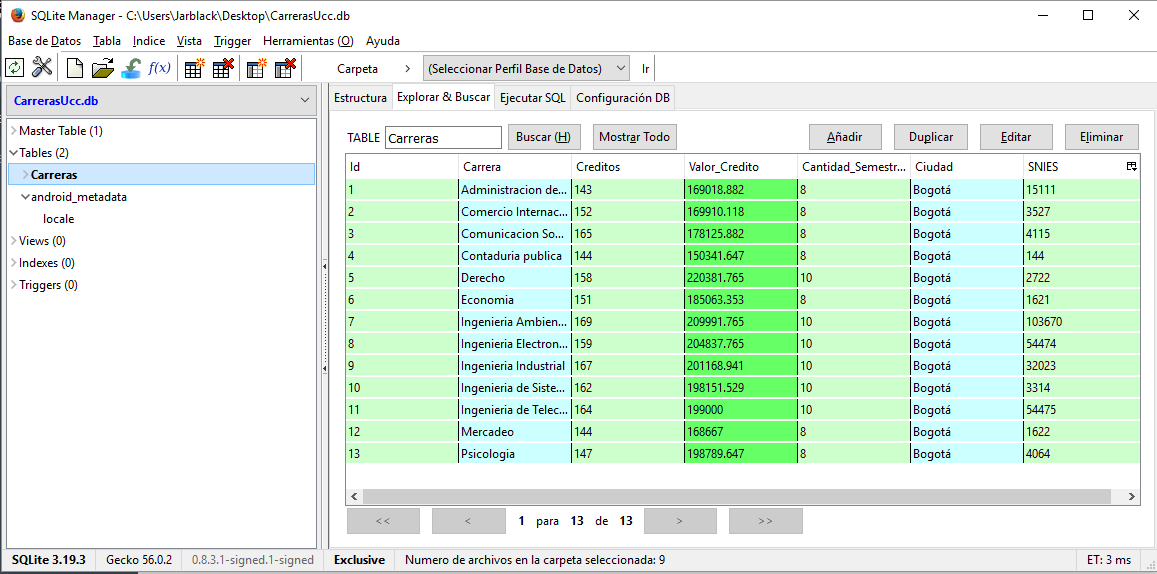 SQLite Manager - C:\Users\Jarblack\Desktop\CarrerasUcc.db
Base de Datos Tabla Indice Vista Trigger Herramientas (O) Ayuda
f(x) Carpeta > (Seleccionar Perfil Base de Datos) Ir
CarrerasUcc.db
Master Table (1)
Tables (2)
Carreras
android_metadata
locale
Views (0)
Indexes (0)
Triggers (0)
Estructura Explorar & Buscar Ejecutar SQL Configuración DB
TABLE Carreras Buscar (H) Mostrar Todo Añadir Duplicar Editar Eliminar
Id Carrera Creditos Valor_Credito Cantidad_Semestr... Ciudad SNIES
1 Administracion de... 143 169018.882 8 Bogotá 15111
2 Comercio Internac... 152 169910.118 8 Bogotá 3527
3 Comunicacion So... 165 178125.882 8 Bogotá 4115
4 Contaduria publica 144 150341.647 8 Bogotá 144
5 Derecho 158 220381.765 10 Bogotá 2722
6 Economia 151 185063.353 8 Bogotá 1621
7 Ingenieria Ambien... 169 209991.765 10 Bogotá 103670
8 Ingenieria Electron... 159 204837.765 10 Bogotá 54474
9 Ingenieria Industrial 167 201168.941 10 Bogotá 32023
10 Ingenieria de Siste... 162 198151.529 10 Bogotá 3314
11 Ingenieria de Telec... 164 199000 10 Bogotá 54475
12 Mercadeo 144 168667 8 Bogotá 1622
13 Psicologia 147 198789.647 8 Bogotá 4064
<< < 1 para 13 de 13 > >>
SQLite 3.19.3 Gecko 56.0.2 0.8.3.1-signed.1-signed Exclusive Numero de archivos en la carpeta seleccionada: 9 ET: 3 ms